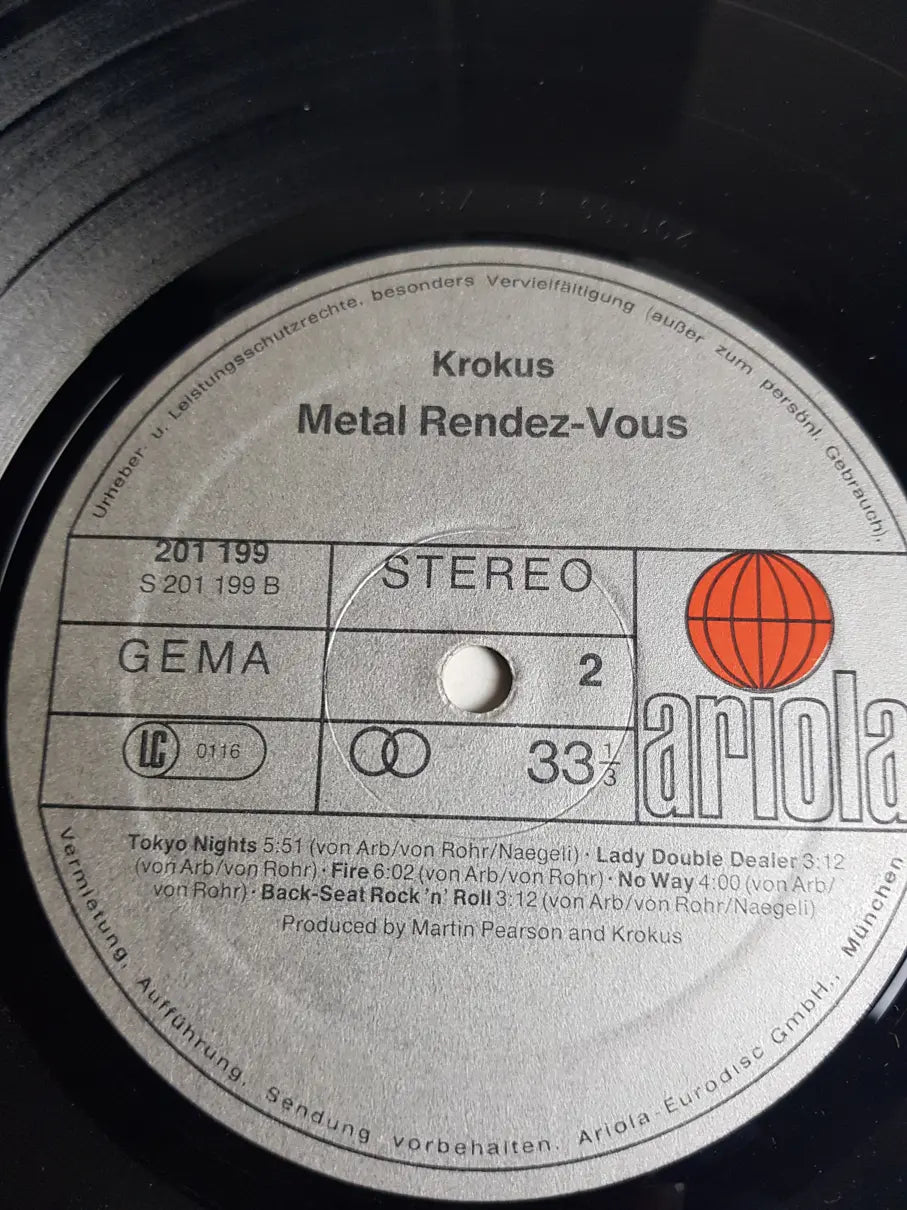 Urheber- u. Leistungsschutzrechte, besonders Vervielfältigung (außer zum persönl. Gebrauch),
Krokus
Metal Rendez-Vous
201 199
S 201 199 B
STEREO
GEMA
2
LC 0116
33 1/3
ariola
Tokyo Nights 5:51 (von Arb/von Rohr/Naegeli) · Lady Double Dealer 3:12
(von Arb/von Rohr) · Fire 6:02 (von Arb/von Rohr) · No Way 4:00 (von Arb/
von Rohr) · Back-Seat Rock 'n' Roll 3:12 (von Arb/von Rohr/Naegeli)
Produced by Martin Pearson and Krokus
Vermietung, Aufführung, Sendung vorbehalten. Ariola-Eurodisc GmbH., München